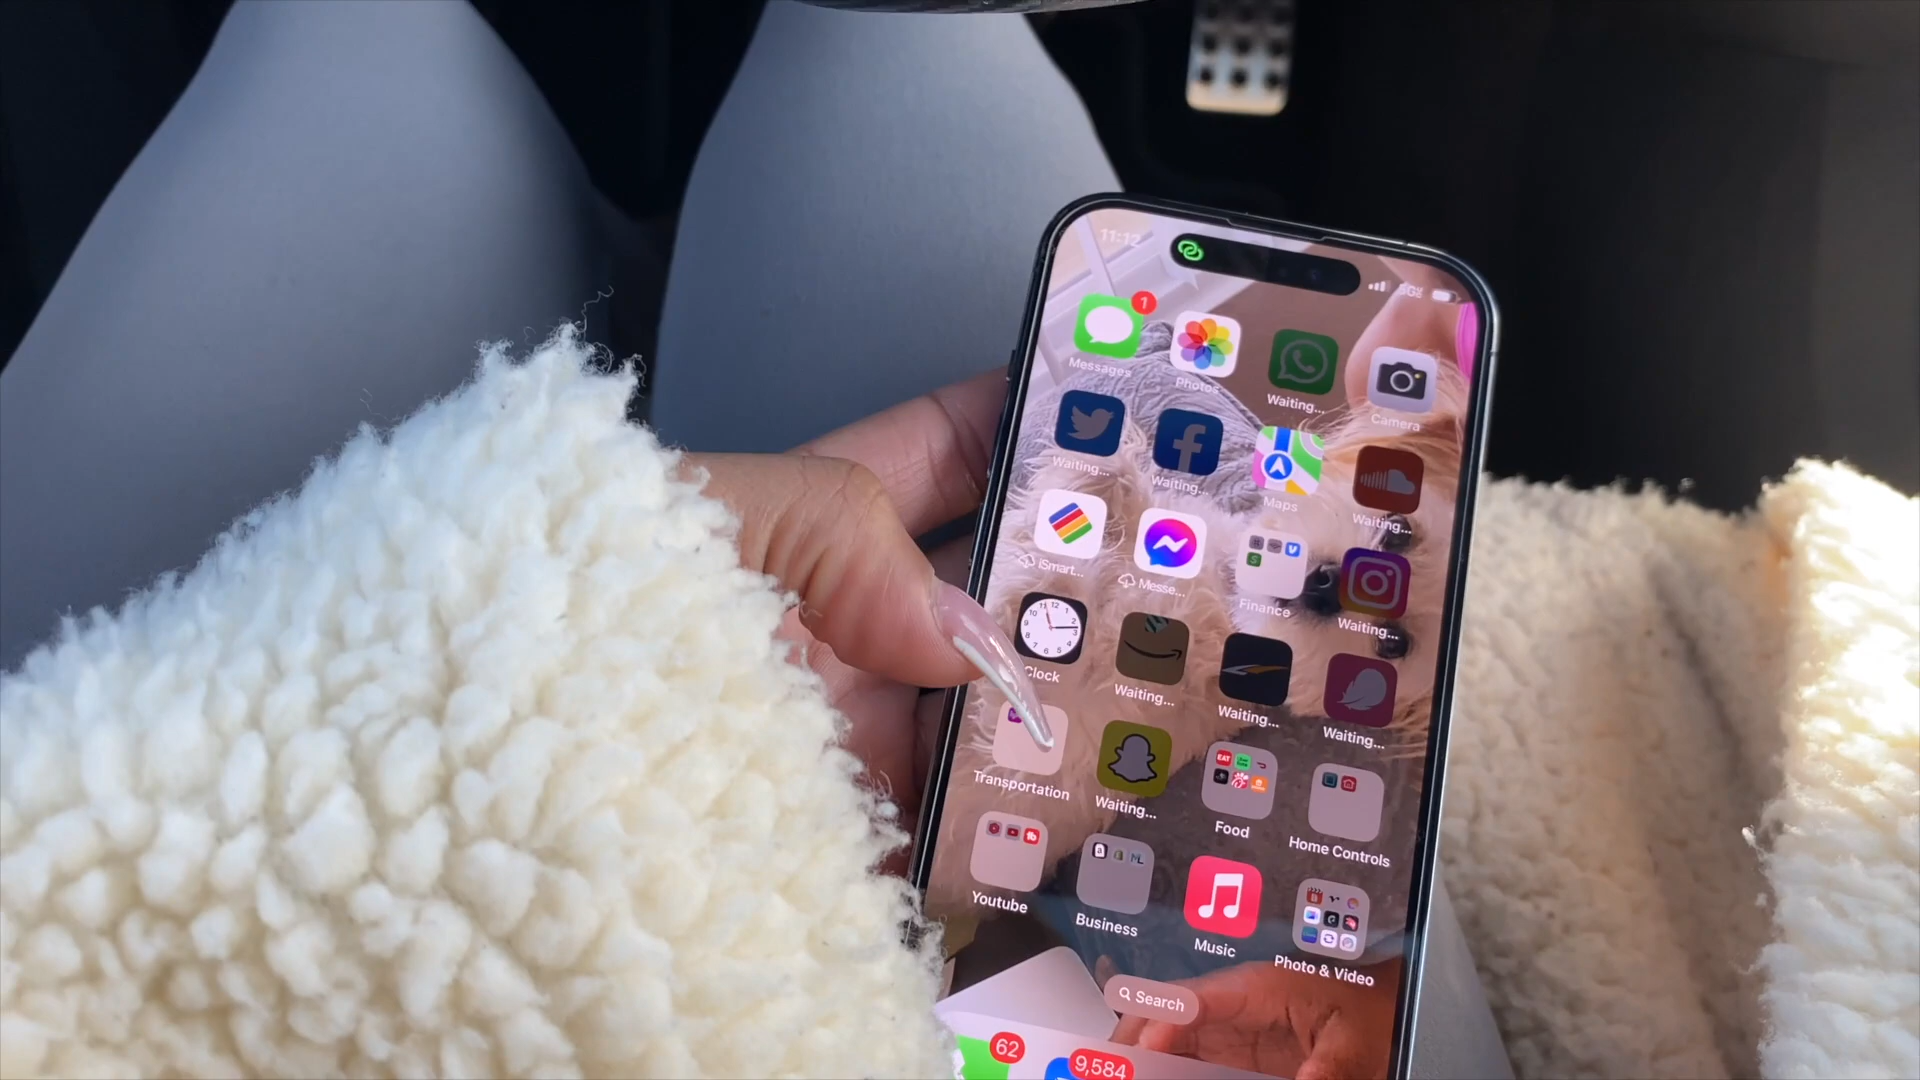 11:12
5G
1
Messages
Photos
Waiting...
Camera
Waiting...
Waiting...
Maps
Waiting...
iSmart...
Messe...
Finance
Waiting...
Clock
Waiting...
Waiting...
Waiting...
Transportation
Waiting...
Food
Home Controls
Youtube
Business
Music
Photo & Video
Search
62
9,584